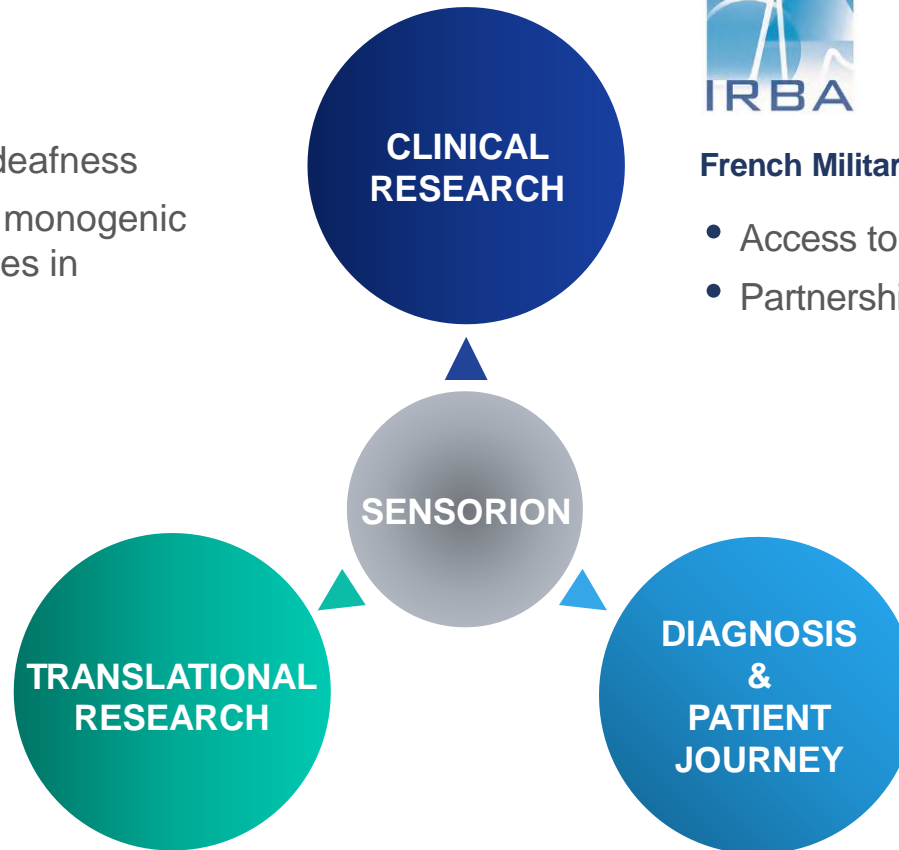 deafness
monogenic
es in
CLINICAL
RESEARCH
IRBA
French Militar
Access to
Partnershi
SENSORION
TRANSLATIONAL
RESEARCH
DIAGNOSIS
&
PATIENT
JOURNEY